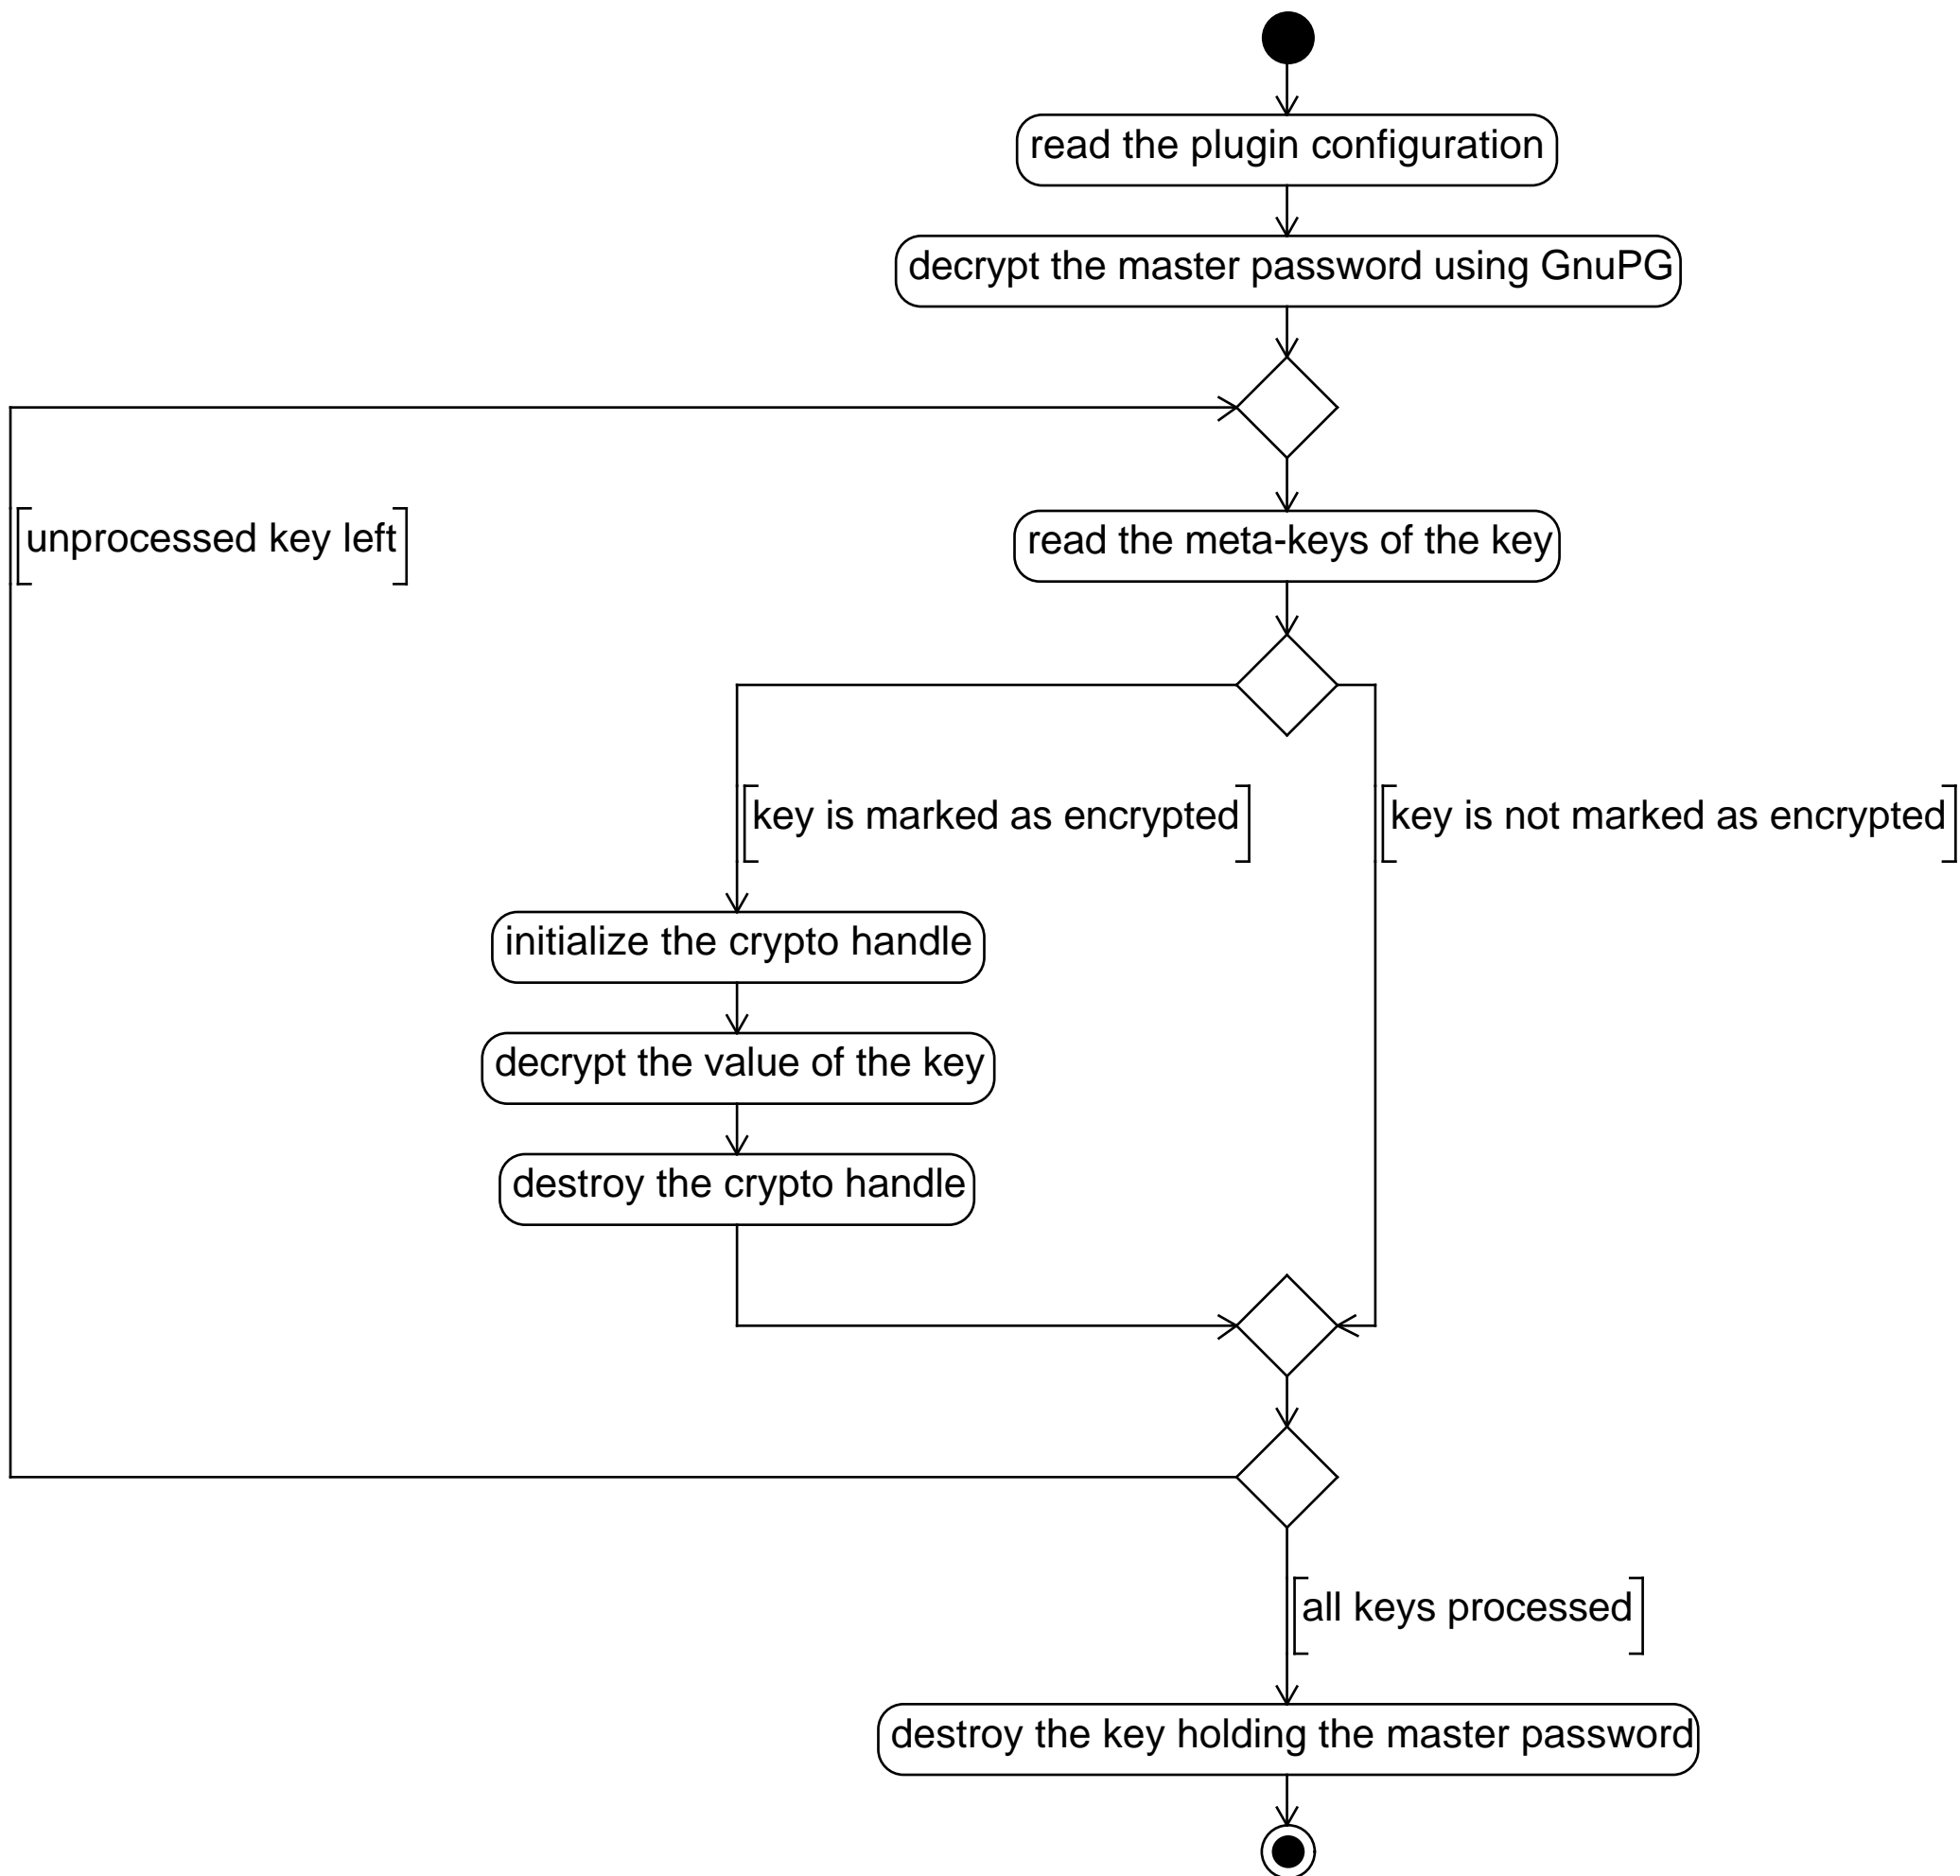 read the plugin configuration
decrypt the master password using GnuPG
[unprocessed key left]
read the meta-keys of the key
[key is marked as encrypted]
[key is not marked as encrypted]
initialize the crypto handle
decrypt the value of the key
destroy the crypto handle
[all keys processed]
destroy the key holding the master password